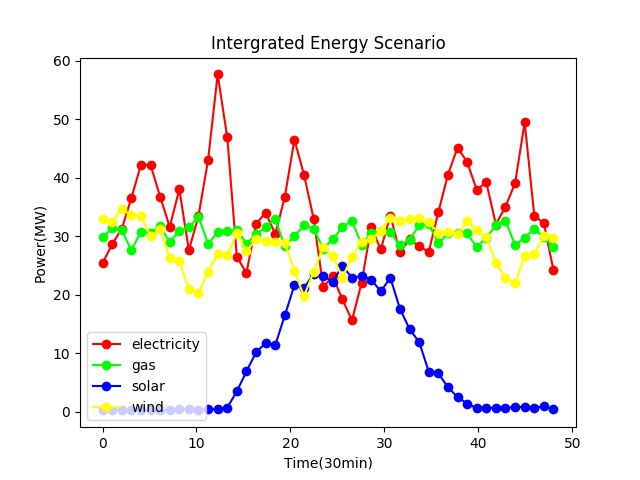 Intergrated Energy Scenario
Power(MW)
60
50
40
30
20
10
0
electricity
gas
solar
wind
0 10 20 30 40 50
Time(30min)